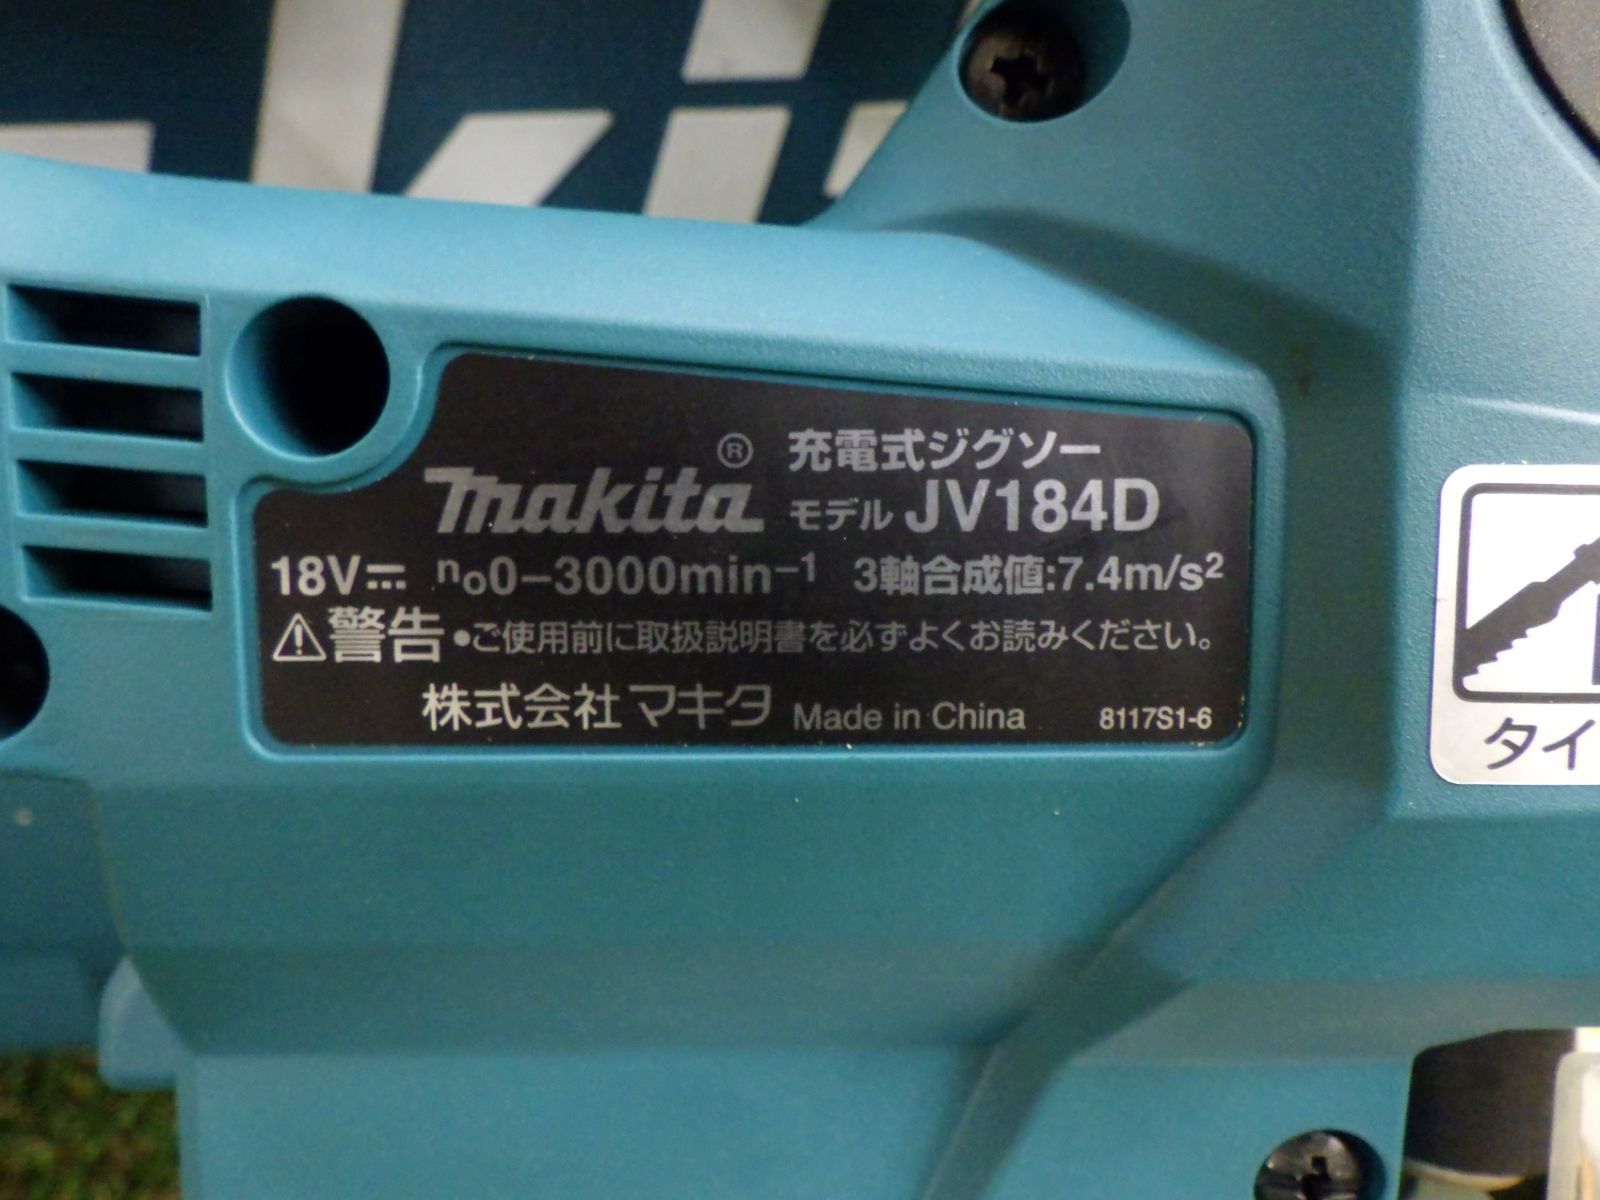 makita® 充電式ジグソー
モデル JV184D
18V⎓ n₀0-3000min⁻¹ 3軸合成値:7.4m/s²
⚠警告 •ご使用前に取扱説明書を必ずよくお読みください。
株式会社マキタ Made in China 8117S1-6
タイ